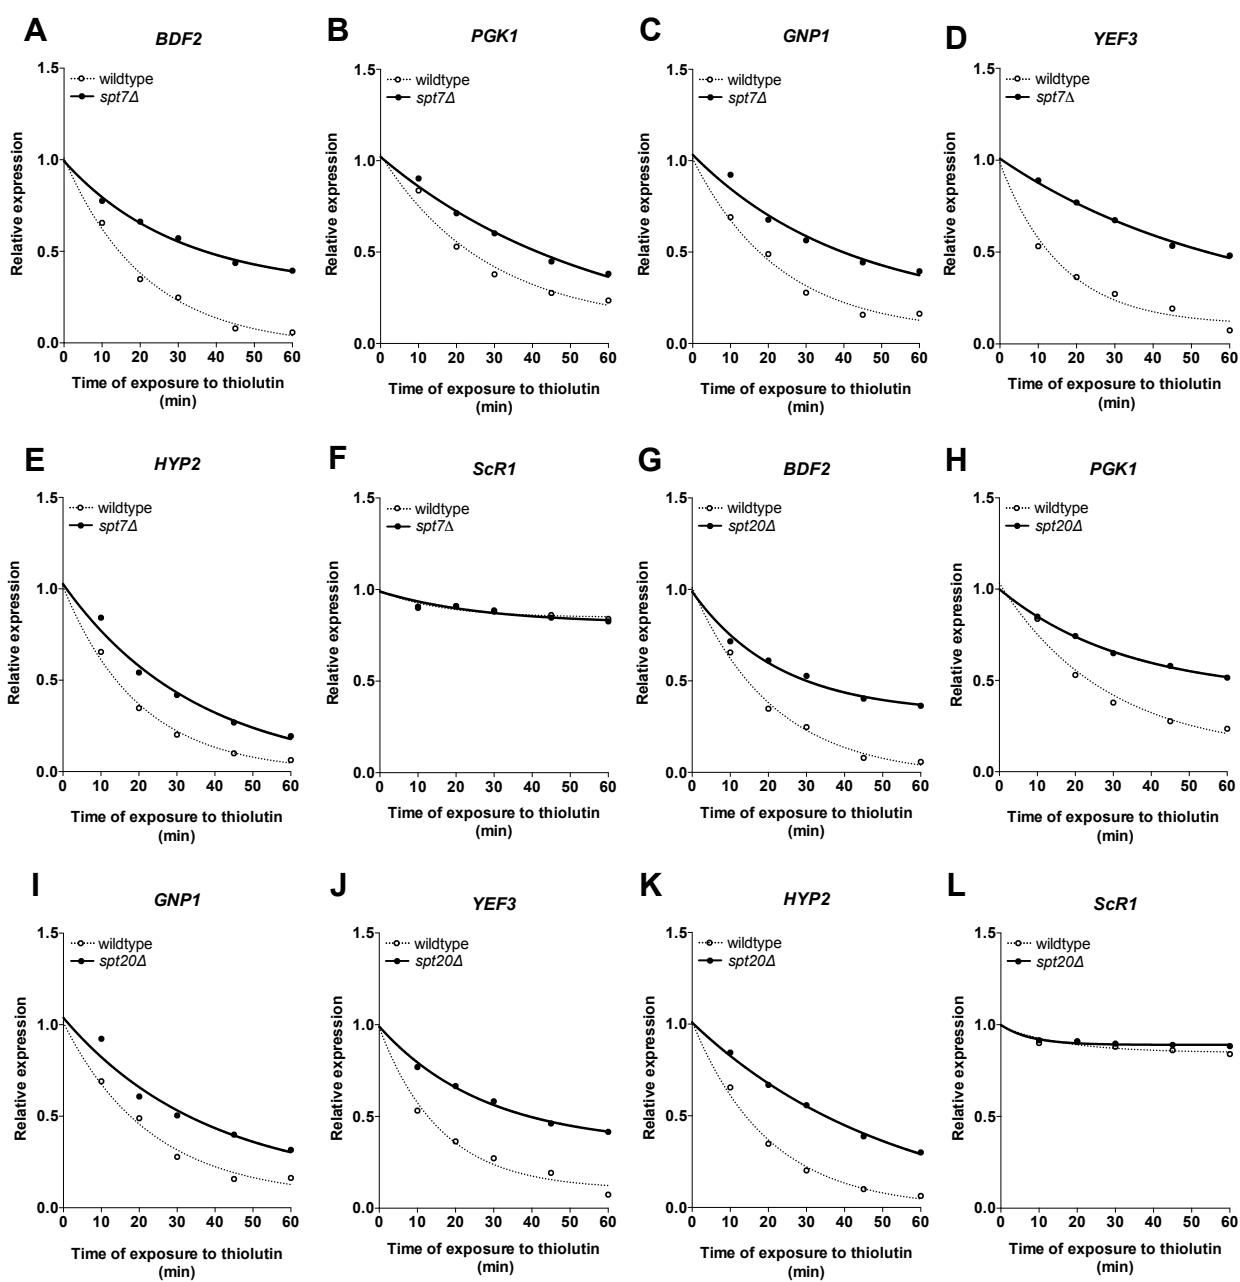 A
BDF2
1.5
wildtype
spt7Δ
1.0
Relative expression
0.5
0.0
0 10 20 30 40 50 60
Time of exposure to thiolutin
(min)
B
PGK1
1.5
wildtype
spt7Δ
1.0
Relative expression
0.5
0.0
0 10 20 30 40 50 60
Time of exposure to thiolutin
(min)
C
GNP1
1.5
wildtype
spt7Δ
1.0
Relative expression
0.5
0.0
0 10 20 30 40 50 60
Time of exposure to thiolutin
(min)
D
YEF3
1.5
wildtype
spt7Δ
1.0
Relative expression
0.5
0.0
0 10 20 30 40 50 60
Time of exposure to thiolutin
(min)
E
HYP2
1.5
wildtype
spt7Δ
1.0
Relative expression
0.5
0.0
0 10 20 30 40 50 60
Time of exposure to thiolutin
(min)
F
ScR1
1.5
wildtype
spt7Δ
1.0
Relative expression
0.5
0.0
0 10 20 30 40 50 60
Time of exposure to thiolutin
(min)
G
BDF2
1.5
wildtype
spt20Δ
1.0
Relative expression
0.5
0.0
0 10 20 30 40 50 60
Time of exposure to thiolutin
(min)
H
PGK1
1.5
wildtype
spt20Δ
1.0
Relative expression
0.5
0.0
0 10 20 30 40 50 60
Time of exposure to thiolutin
(min)
I
GNP1
1.5
wildtype
spt20Δ
1.0
Relative expression
0.5
0.0
0 10 20 30 40 50 60
Time of exposure to thiolutin
(min)
J
YEF3
1.5
wildtype
spt20Δ
1.0
Relative expression
0.5
0.0
0 10 20 30 40 50 60
Time of exposure to thiolutin
(min)
K
HYP2
1.5
wildtype
spt20Δ
1.0
Relative expression
0.5
0.0
0 10 20 30 40 50 60
Time of exposure to thiolutin
(min)
L
ScR1
1.5
wildtype
spt20Δ
1.0
Relative expression
0.5
0.0
0 10 20 30 40 50 60
Time of exposure to thiolutin
(min)